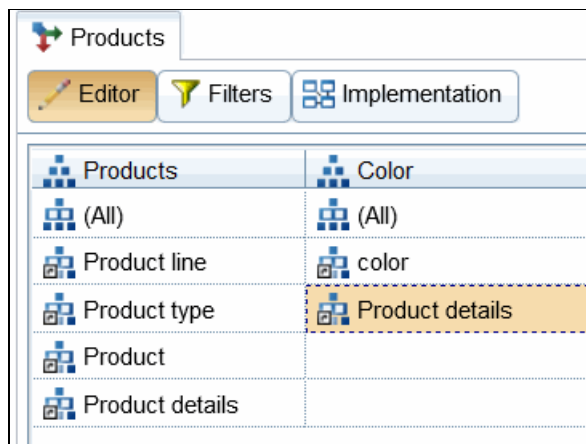 Products
Editor Filters Implementation
Products Color
(All) (All)
Product line color
Product type Product details
Product
Product details